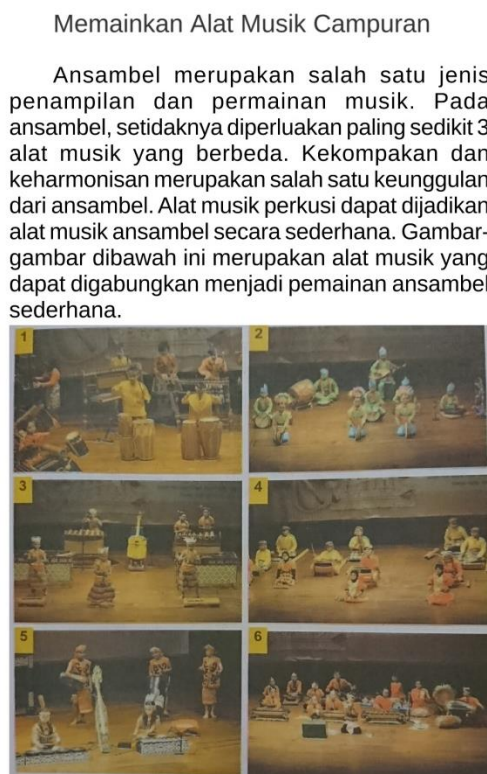 Memainkan Alat Musik Campuran
Ansambel merupakan salah satu jenis
penampilan dan permainan musik. Pada
ansambel, setidaknya diperluakan paling sedikit 3
alat musik yang berbeda. Kekompakan dan
keharmonisan merupakan salah satu keunggulan
dari ansambel. Alat musik perkusi dapat dijadikan
alat musik ansambel secara sederhana. Gambar-
gambar dibawah ini merupakan alat musik yang
dapat digabungkan menjadi pemainan ansambel
sederhana.
1
2
3
4
5
6